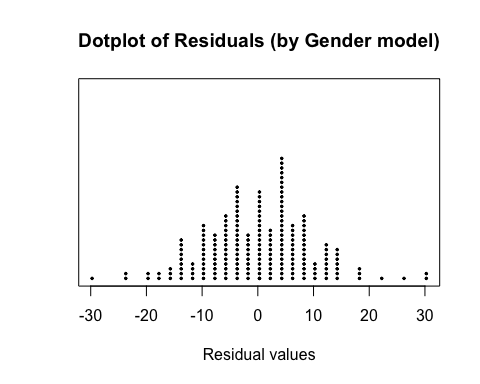 Dotplot of Residuals (by Gender model)
-30 -20 -10 0 10 20 30
Residual values